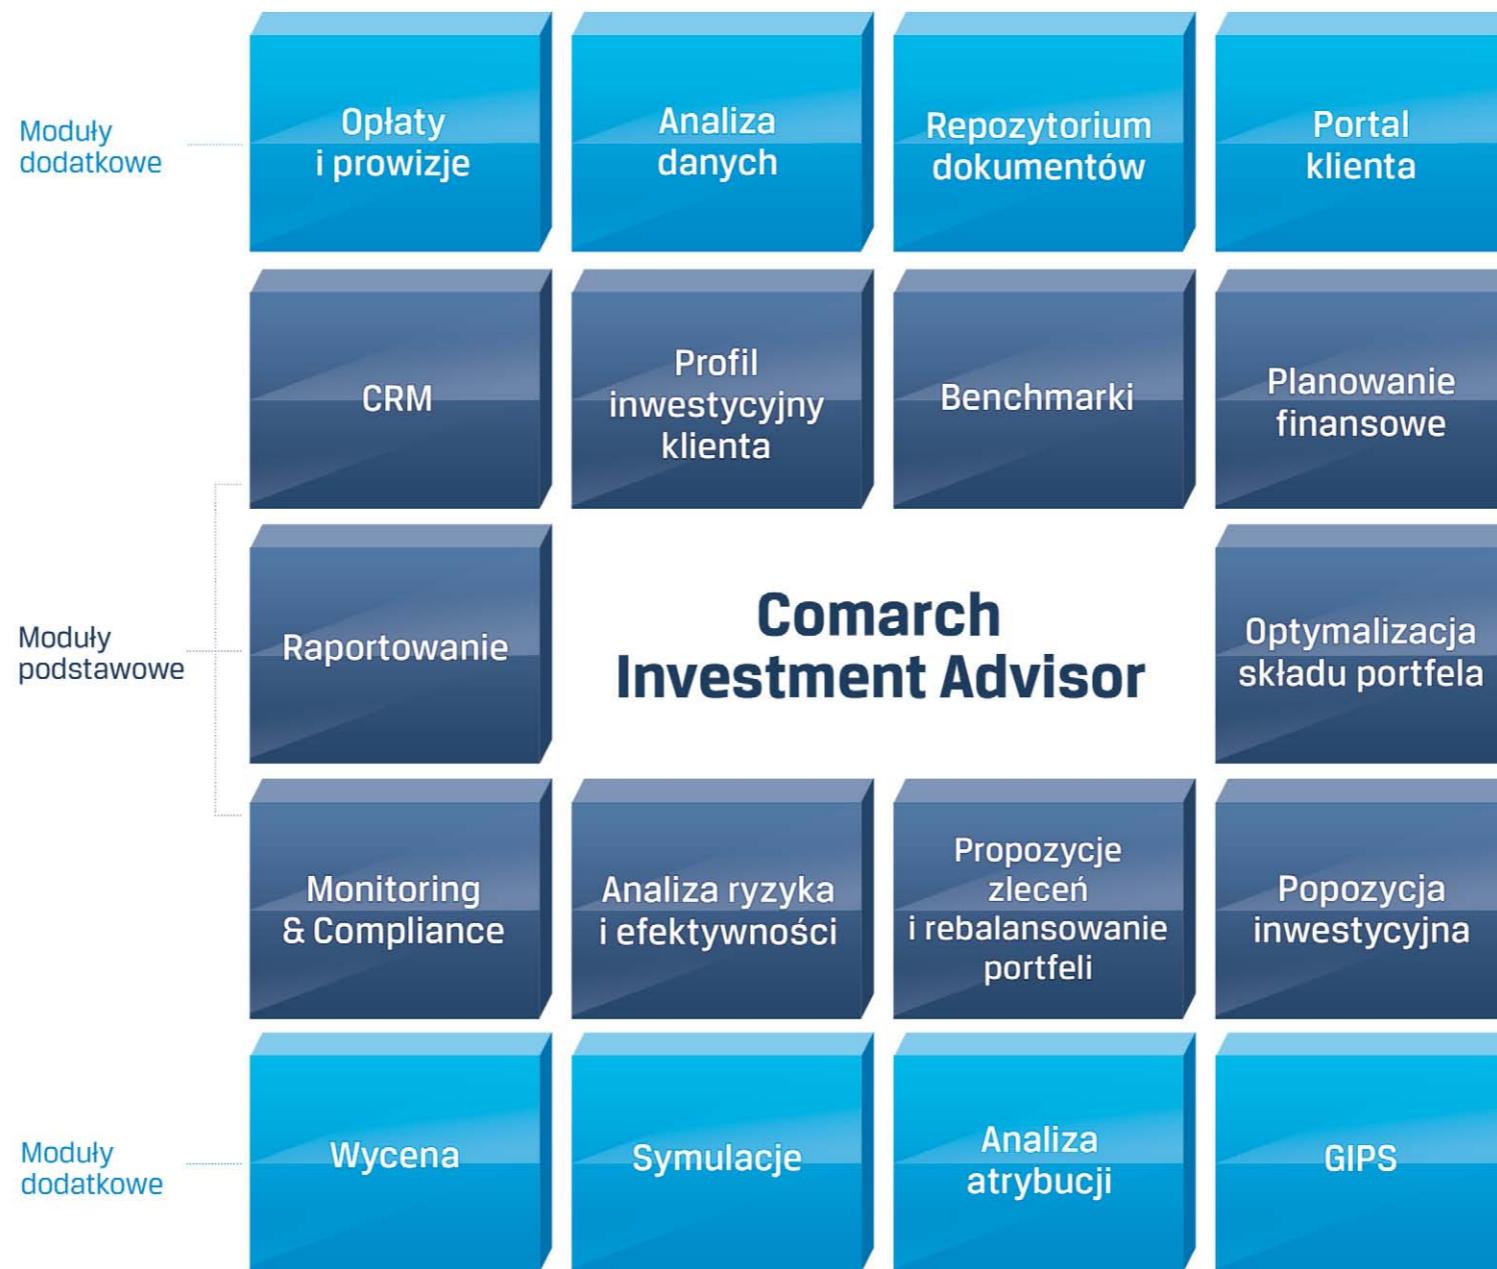 Moduły
dodatkowe
Opłaty
i prowizje
Analiza
danych
Repozytorium
dokumentów
Portal
klienta
CRM
Profil
inwestycyjny
klienta
Benchmarki
Planowanie
finansowe
Moduły
podstawowe
Raportowanie
Comarch
Investment Advisor
Optymalizacja
składu portfela
Monitoring
& Compliance
Analiza ryzyka
i efektywności
Propozycje
zleceń
i rebalansowanie
portfeli
Popozycja
inwestycyjna
Moduły
dodatkowe
Wycena
Symulacje
Analiza
atrybucji
GIPS